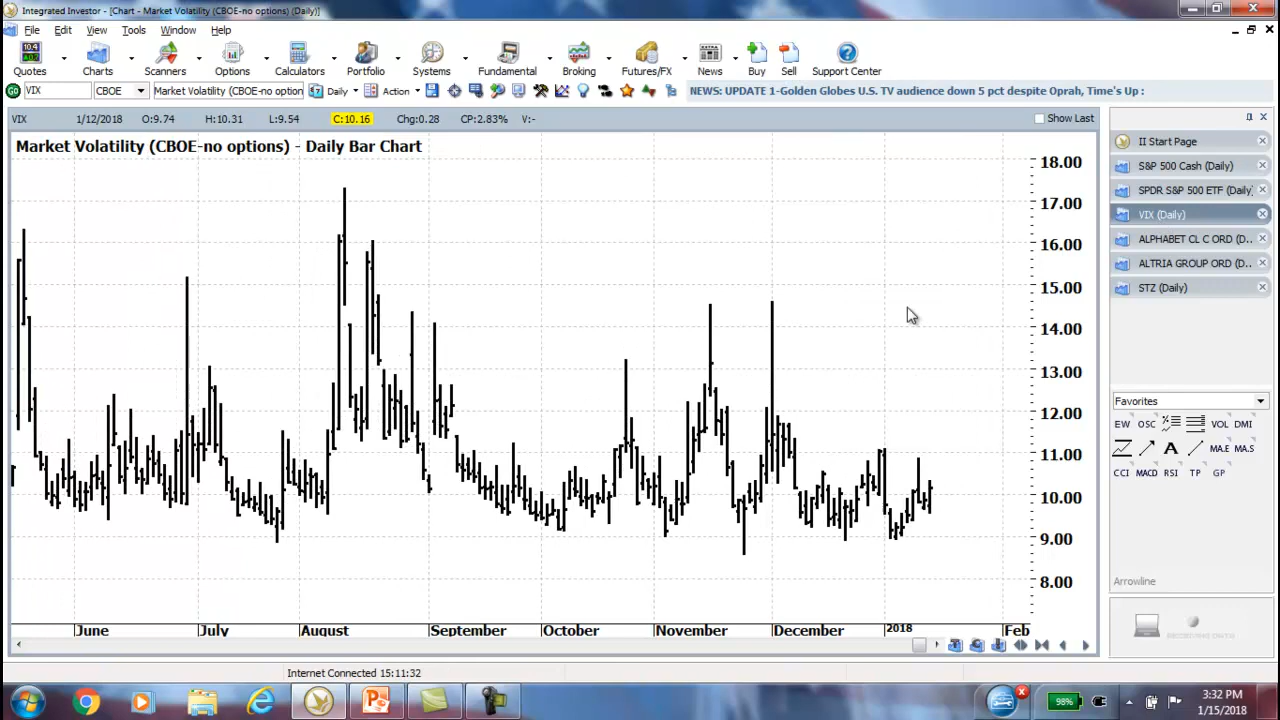 Integrated Investor - [Chart - Market Volatility (CBOE-no options) (Daily)]
File Edit View Tools Window Help
Quotes Charts Scanners Options Calculators Portfolio Systems Fundamental Broking Futures/FX News Buy Sell Support Center
GO VIX CBOE Market Volatility (CBOE-no option Daily Action NEWS: UPDATE 1-Golden Globes U.S. TV audience down 5 pct despite Oprah, Time's Up :
VIX 1/12/2018 O:9.74 H:10.31 L:9.54 C:10.16 Chg:0.28 CP:2.83% V:- Show Last
Market Volatility (CBOE-no options) - Daily Bar Chart
18.00
17.00
16.00
15.00
14.00
13.00
12.00
11.00
10.00
9.00
8.00
June July August September October November December 2018 Feb
II Start Page
S&P 500 Cash (Daily)
SPDR S&P 500 ETF (Daily)
VIX (Daily)
ALPHABET CL C ORD (D...
ALTRIA GROUP ORD (D...
STZ (Daily)
Favorites
EW OSC VOL DMI
A MA.E MA.S
CCI MACD RSI TP GP
Arrowline
RECEIVING DATA
Internet Connected 15:11:32
98%
3:32 PM
1/15/2018